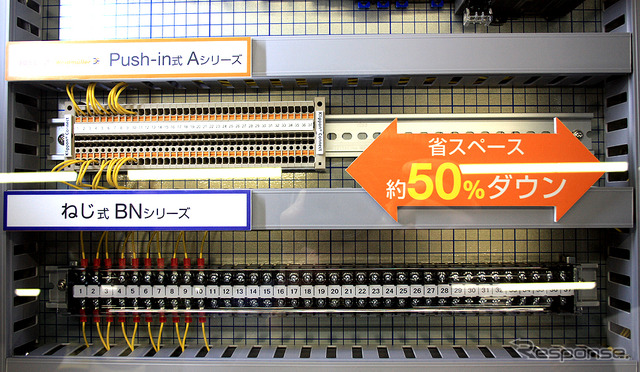 > Push-in式 Aシリーズ
省スペース
約50%ダウン
ねじ式 BNシリーズ
1 2 3 4 5 6 7 8 9 10 11 12 13 14 15 16 17 18 19 20 21 22 23 24 25 26 27 28 29 30 31
Response.